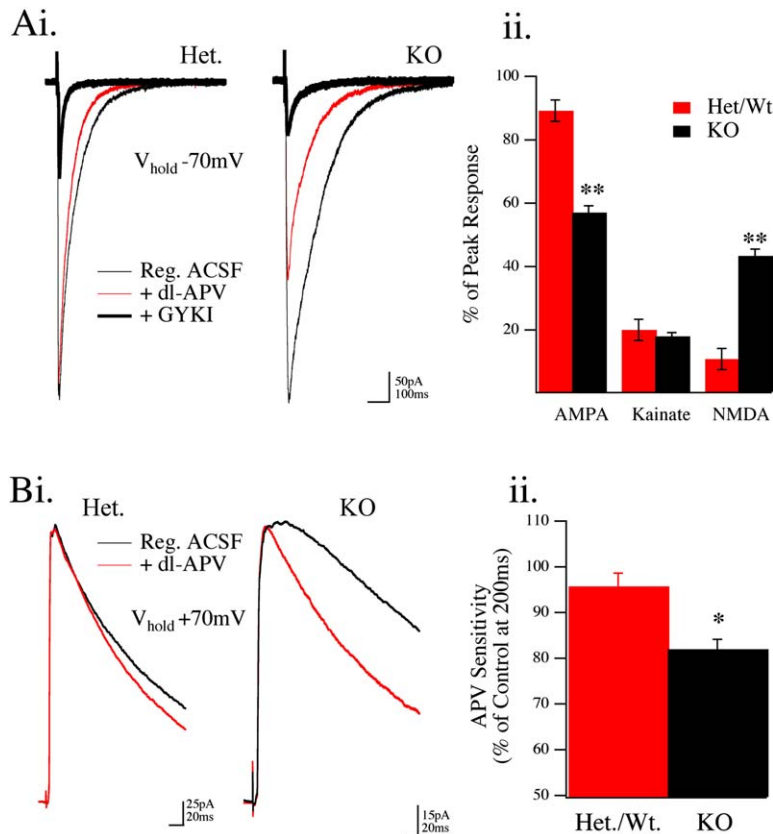 Ai.
Het.
KO
Vhold -70mV
Reg. ACSF
+ dl-APV
+ GYKI
50pA
100ms
ii.
100
80
60
40
20
% of Peak Response
Het/Wt.
KO
**
**
AMPA Kainate NMDA
Bi.
Het.
KO
Reg. ACSF
+ dl-APV
Vhold +70mV
25pA
20ms
15pA
20ms
ii.
110
100
90
80
70
60
50
APV Sensitivity
(% of Control at 200ms)
*
Het./Wt. KO